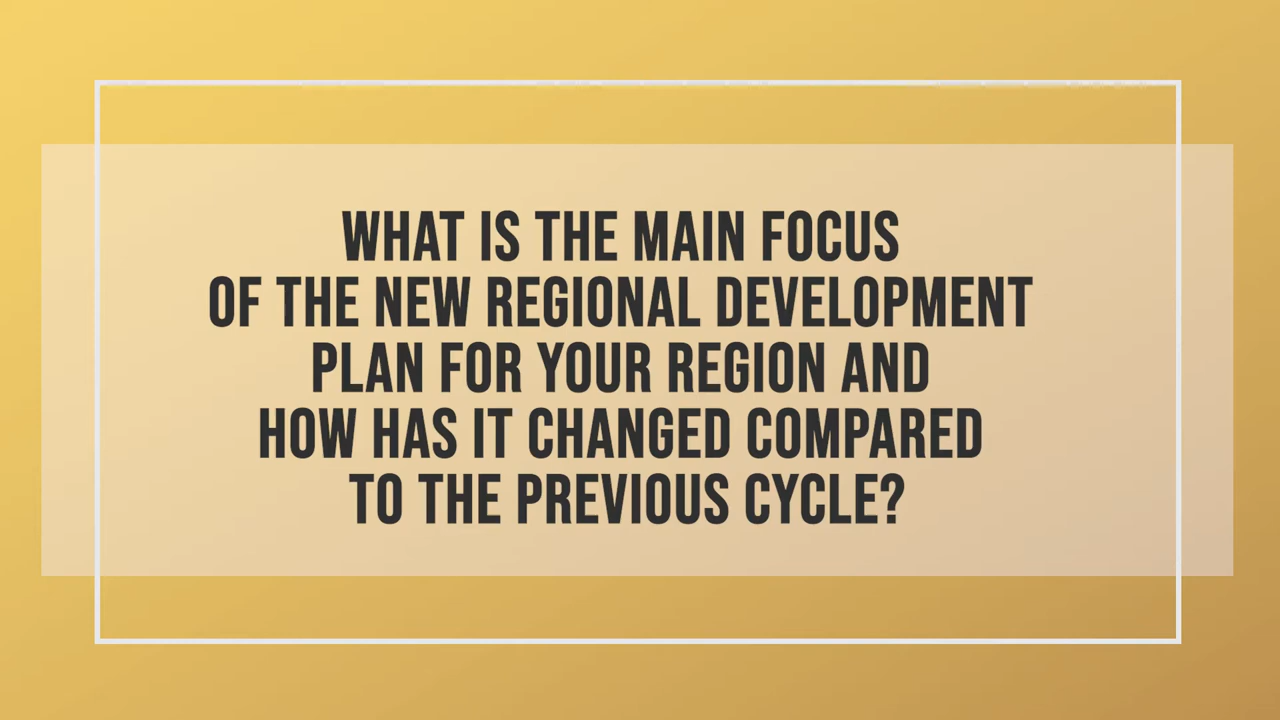 WHAT IS THE MAIN FOCUS
OF THE NEW REGIONAL DEVELOPMENT
PLAN FOR YOUR REGION AND
HOW HAS IT CHANGED COMPARED
TO THE PREVIOUS CYCLE?